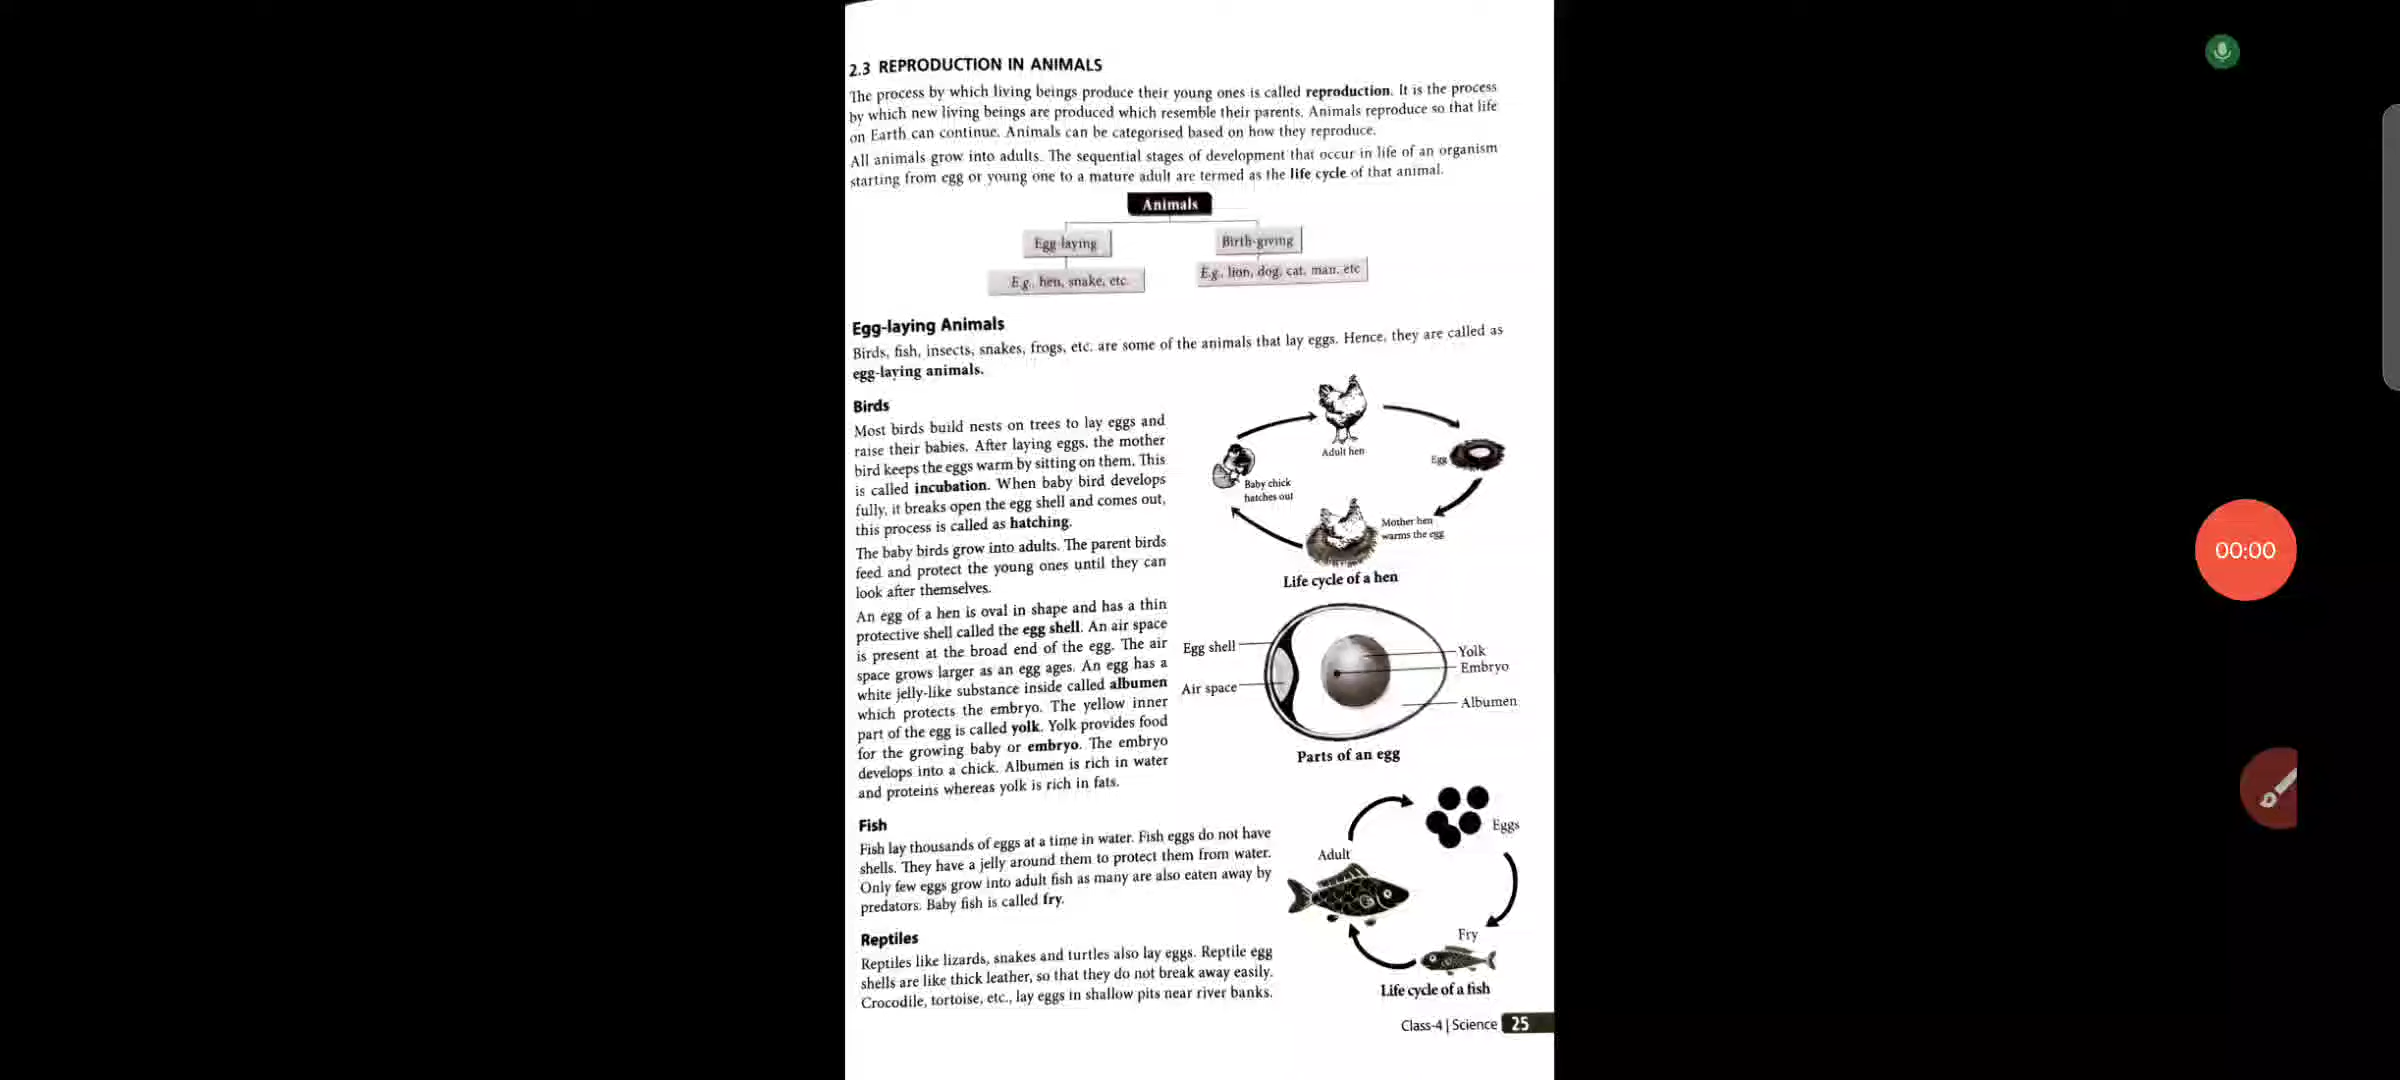 2.3 REPRODUCTION IN ANIMALS
The process by which living beings produce their young ones is called reproduction. It is the process
by which new living beings are produced which resemble their parents. Animals reproduce so that life
on Earth can continue. Animals can be categorised based on how they reproduce.
All animals grow into adults. The sequential stages of development that occur in life of an organism
starting from egg or young one to a mature adult are termed as the life cycle of that animal.
Animals
Egg-laying
Birth-giving
E.g., hen, snake, etc.
E.g., lion, dog, cat, man, etc
Egg-laying Animals
Birds, fish, insects, snakes, frogs, etc. are some of the animals that lay eggs. Hence, they are called as
egg-laying animals.
Birds
Most birds build nests on trees to lay eggs and
raise their babies. After laying eggs, the mother
bird keeps the eggs warm by sitting on them. This
is called incubation. When baby bird develops
fully, it breaks open the egg shell and comes out,
this process is called as hatching.
The baby birds grow into adults. The parent birds
feed and protect the young ones until they can
look after themselves.
An egg of a hen is oval in shape and has a thin
protective shell called the egg shell. An air space
is present at the broad end of the egg. The air
space grows larger as an egg ages. An egg has a
white jelly-like substance inside called albumen
which protects the embryo. The yellow inner
part of the egg is called yolk. Yolk provides food
for the growing baby or embryo. The embryo
develops into a chick. Albumen is rich in water
and proteins whereas yolk is rich in fats.
Adult hen
Egg
Baby chick
hatches out
Mother hen
warms the egg
Life cycle of a hen
Egg shell
Air space
Yolk
Embryo
Albumen
Parts of an egg
Fish
Fish lay thousands of eggs at a time in water. Fish eggs do not have
shells. They have a jelly around them to protect them from water.
Only few eggs grow into adult fish as many are also eaten away by
predators. Baby fish is called fry.
Eggs
Adult
Fry
Life cycle of a fish
Reptiles
Reptiles like lizards, snakes and turtles also lay eggs. Reptile egg
shells are like thick leather, so that they do not break away easily.
Crocodile, tortoise, etc., lay eggs in shallow pits near river banks.
Class-4 | Science 25
00:00